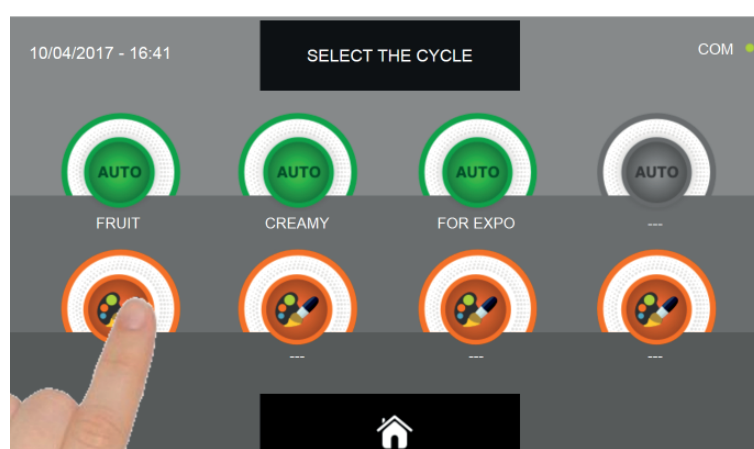 10/04/2017 - 16:41
SELECT THE CYCLE
COM
AUTO
AUTO
AUTO
AUTO
FRUIT
CREAMY
FOR EXPO
---
---
---
---